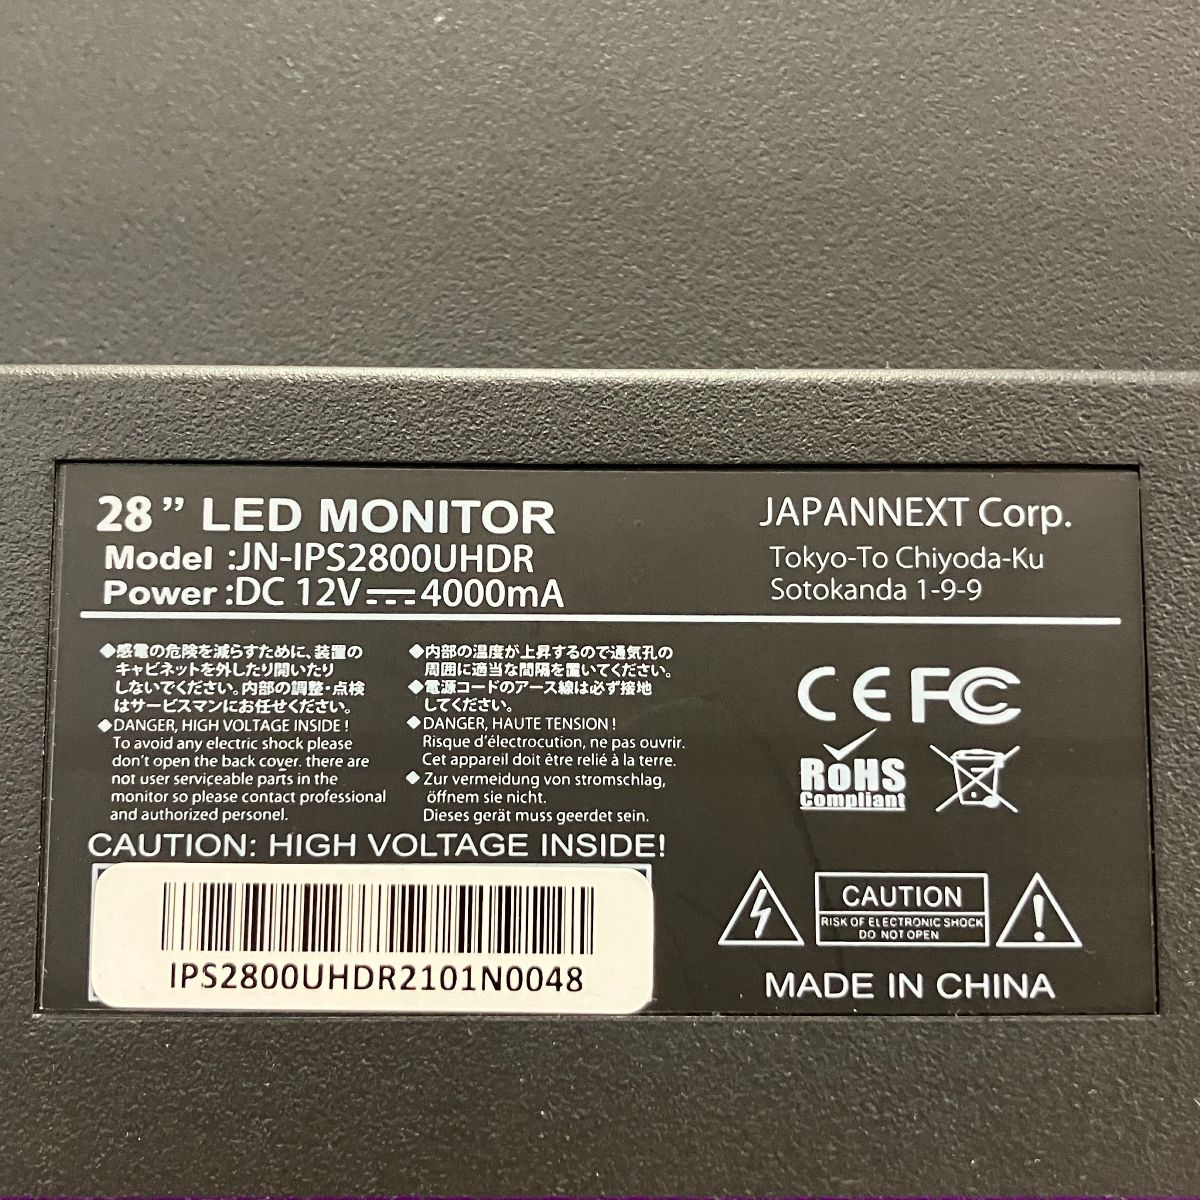 28” LED MONITOR
Model :JN-IPS2800UHDR
Power :DC 12V⎓4000mA
JAPANNEXT Corp.
Tokyo-To Chiyoda-Ku
Sotokanda 1-9-9
◆感電の危険を減らすために、装置の
キャビネットを外したり開いたり
しないでください。内部の調整・点検
はサービスマンにお任せください。
◆DANGER, HIGH VOLTAGE INSIDE !
To avoid any electric shock please
don't open the back cover. there are
not user serviceable parts in the
monitor so please contact professional
and authorized personel.
◆内部の温度が上昇するので通気孔の
周囲に適当な間隔を置いてください。
◆電源コードのアース線は必ず接地
してください。
◆DANGER, HAUTE TENSION !
Risque d'électrocution, ne pas ouvrir.
Cet appareil doit être relié à la terre.
◆Zur vermeidung von stromschlag,
öffnem sie nicht.
Dieses gerät muss geerdet sein.
CAUTION: HIGH VOLTAGE INSIDE!
IPS2800UHDR2101N0048
CE FC
RoHS
Compliant
CAUTION
RISK OF ELECTRONIC SHOCK
DO NOT OPEN
MADE IN CHINA